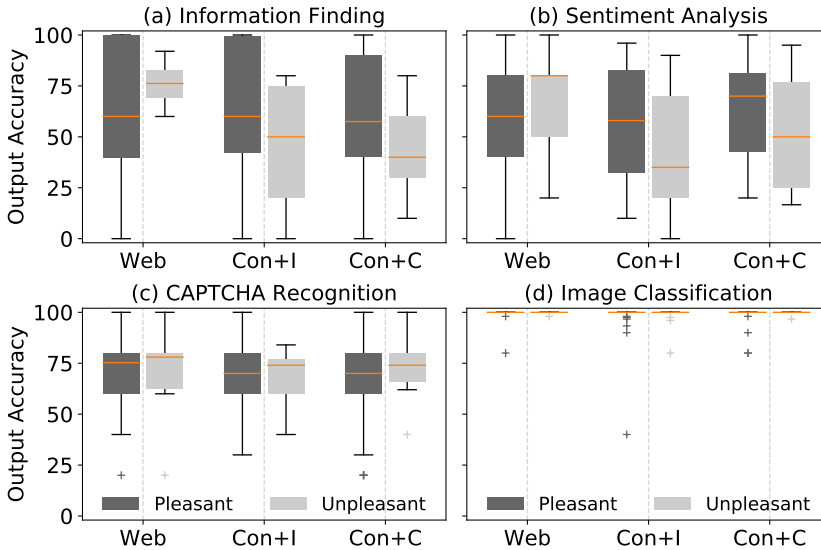 (a) Information Finding
(b) Sentiment Analysis
Output Accuracy
100
75
50
25
0
Web
Con+I
Con+C
Web
Con+I
Con+C
(c) CAPTCHA Recognition
(d) Image Classification
Output Accuracy
100
75
50
25
0
Pleasant
Unpleasant
Pleasant
Unpleasant
Web
Con+I
Con+C
Web
Con+I
Con+C